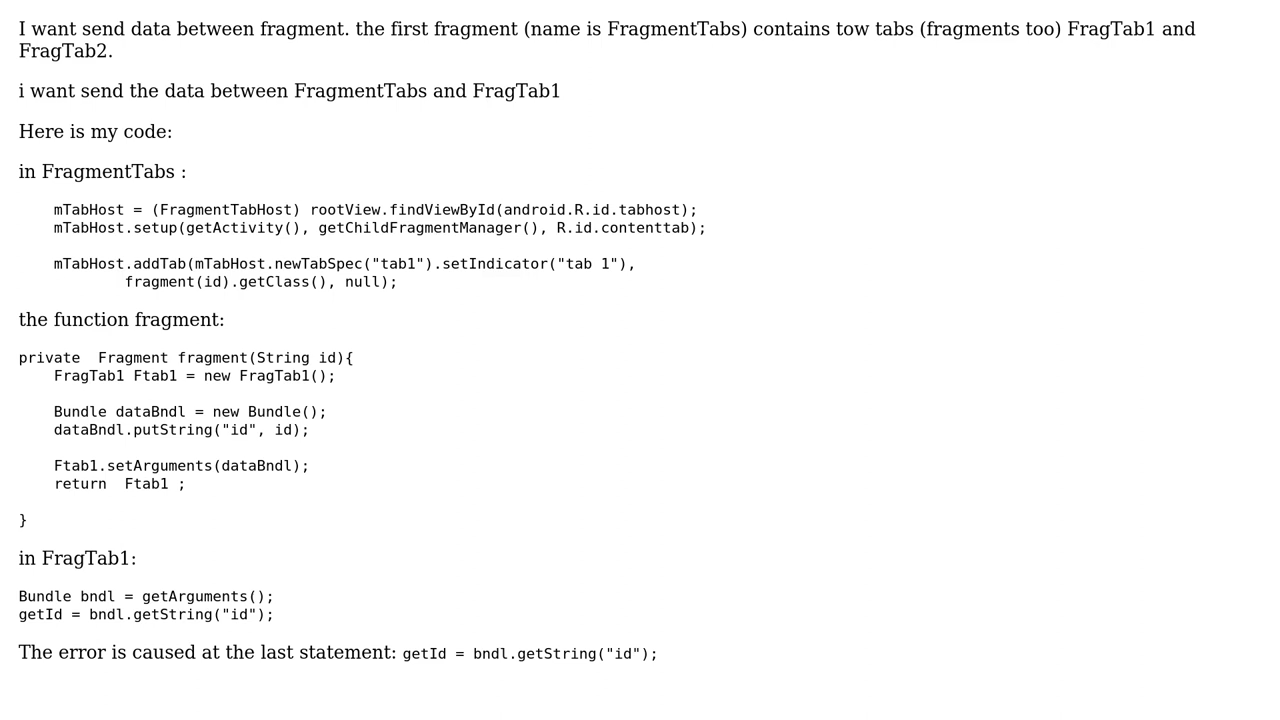 I want send data between fragment. the first fragment (name is FragmentTabs) contains tow tabs (fragments too) FragTab1 and
FragTab2.
i want send the data between FragmentTabs and FragTab1
Here is my code:
in FragmentTabs :
    mTabHost = (FragmentTabHost) rootView.findViewById(android.R.id.tabhost);
    mTabHost.setup(getActivity(), getChildFragmentManager(), R.id.contenttab);
    mTabHost.addTab(mTabHost.newTabSpec("tab1").setIndicator("tab 1"),
            fragment(id).getClass(), null);
the function fragment:
private  Fragment fragment(String id){
    FragTab1 Ftab1 = new FragTab1();
    Bundle dataBndl = new Bundle();
    dataBndl.putString("id", id);
    Ftab1.setArguments(dataBndl);
    return  Ftab1 ;
}
in FragTab1:
Bundle bndl = getArguments();
getId = bndl.getString("id");
The error is caused at the last statement: getId = bndl.getString("id");